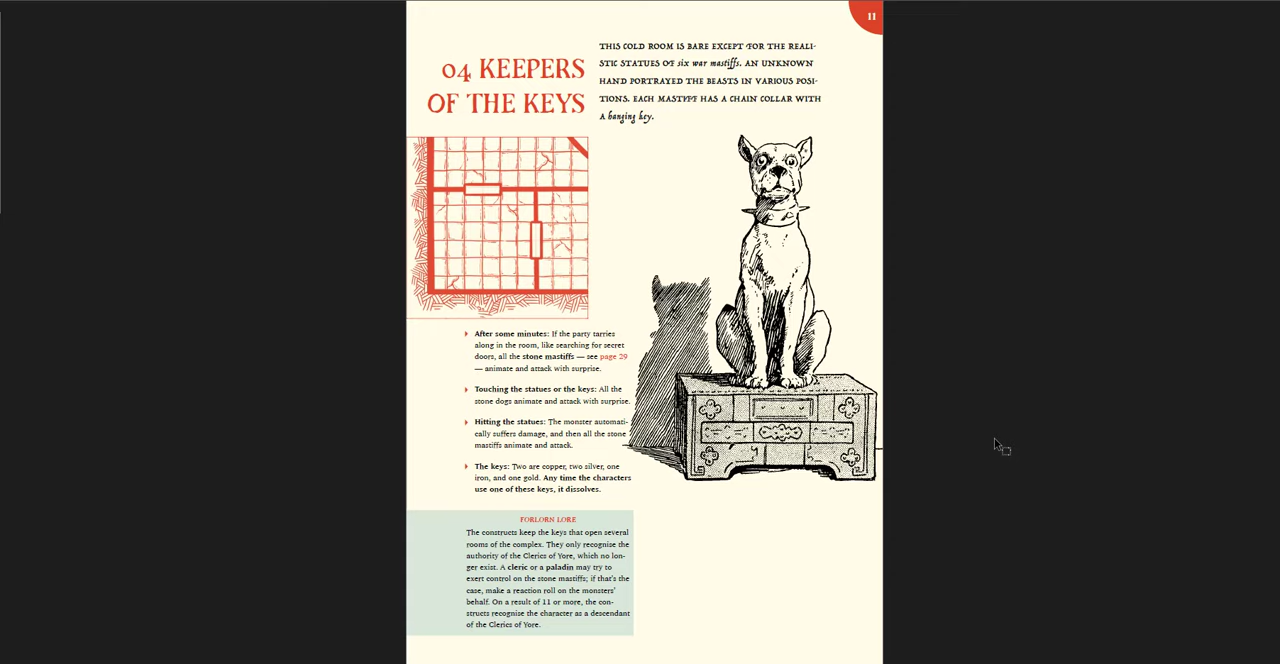 11
04 KEEPERS
OF THE KEYS
THIS COLD ROOM IS BARE EXCEPT FOR THE REALI-
STIC STATUES OF six war mastiffs. AN UNKNOWN
HAND PORTRAYED THE BEASTS IN VARIOUS POSI-
TIONS. EACH MASTIFF HAS A CHAIN COLLAR WITH
A hanging key.
After some minutes: If the party tarries
along in the room, like searching for secret
doors, all the stone mastiffs — see page 29
— animate and attack with surprise.
Touching the statues or the keys: All the
stone dogs animate and attack with surprise.
Hitting the statues: The monster automati-
cally suffers damage, and then all the stone
mastiffs animate and attack.
The keys: Two are copper, two silver, one
iron, and one gold. Any time the characters
use one of these keys, it dissolves.
FORLORN LORE
The constructs keep the keys that open several
rooms of the complex. They only recognise the
authority of the Clerics of Yore, which no lon-
ger exist. A cleric or a paladin may try to
exert control on the stone mastiffs; if that's the
case, make a reaction roll on the monsters'
behalf. On a result of 11 or more, the con-
structs recognise the character as a descendant
of the Clerics of Yore.